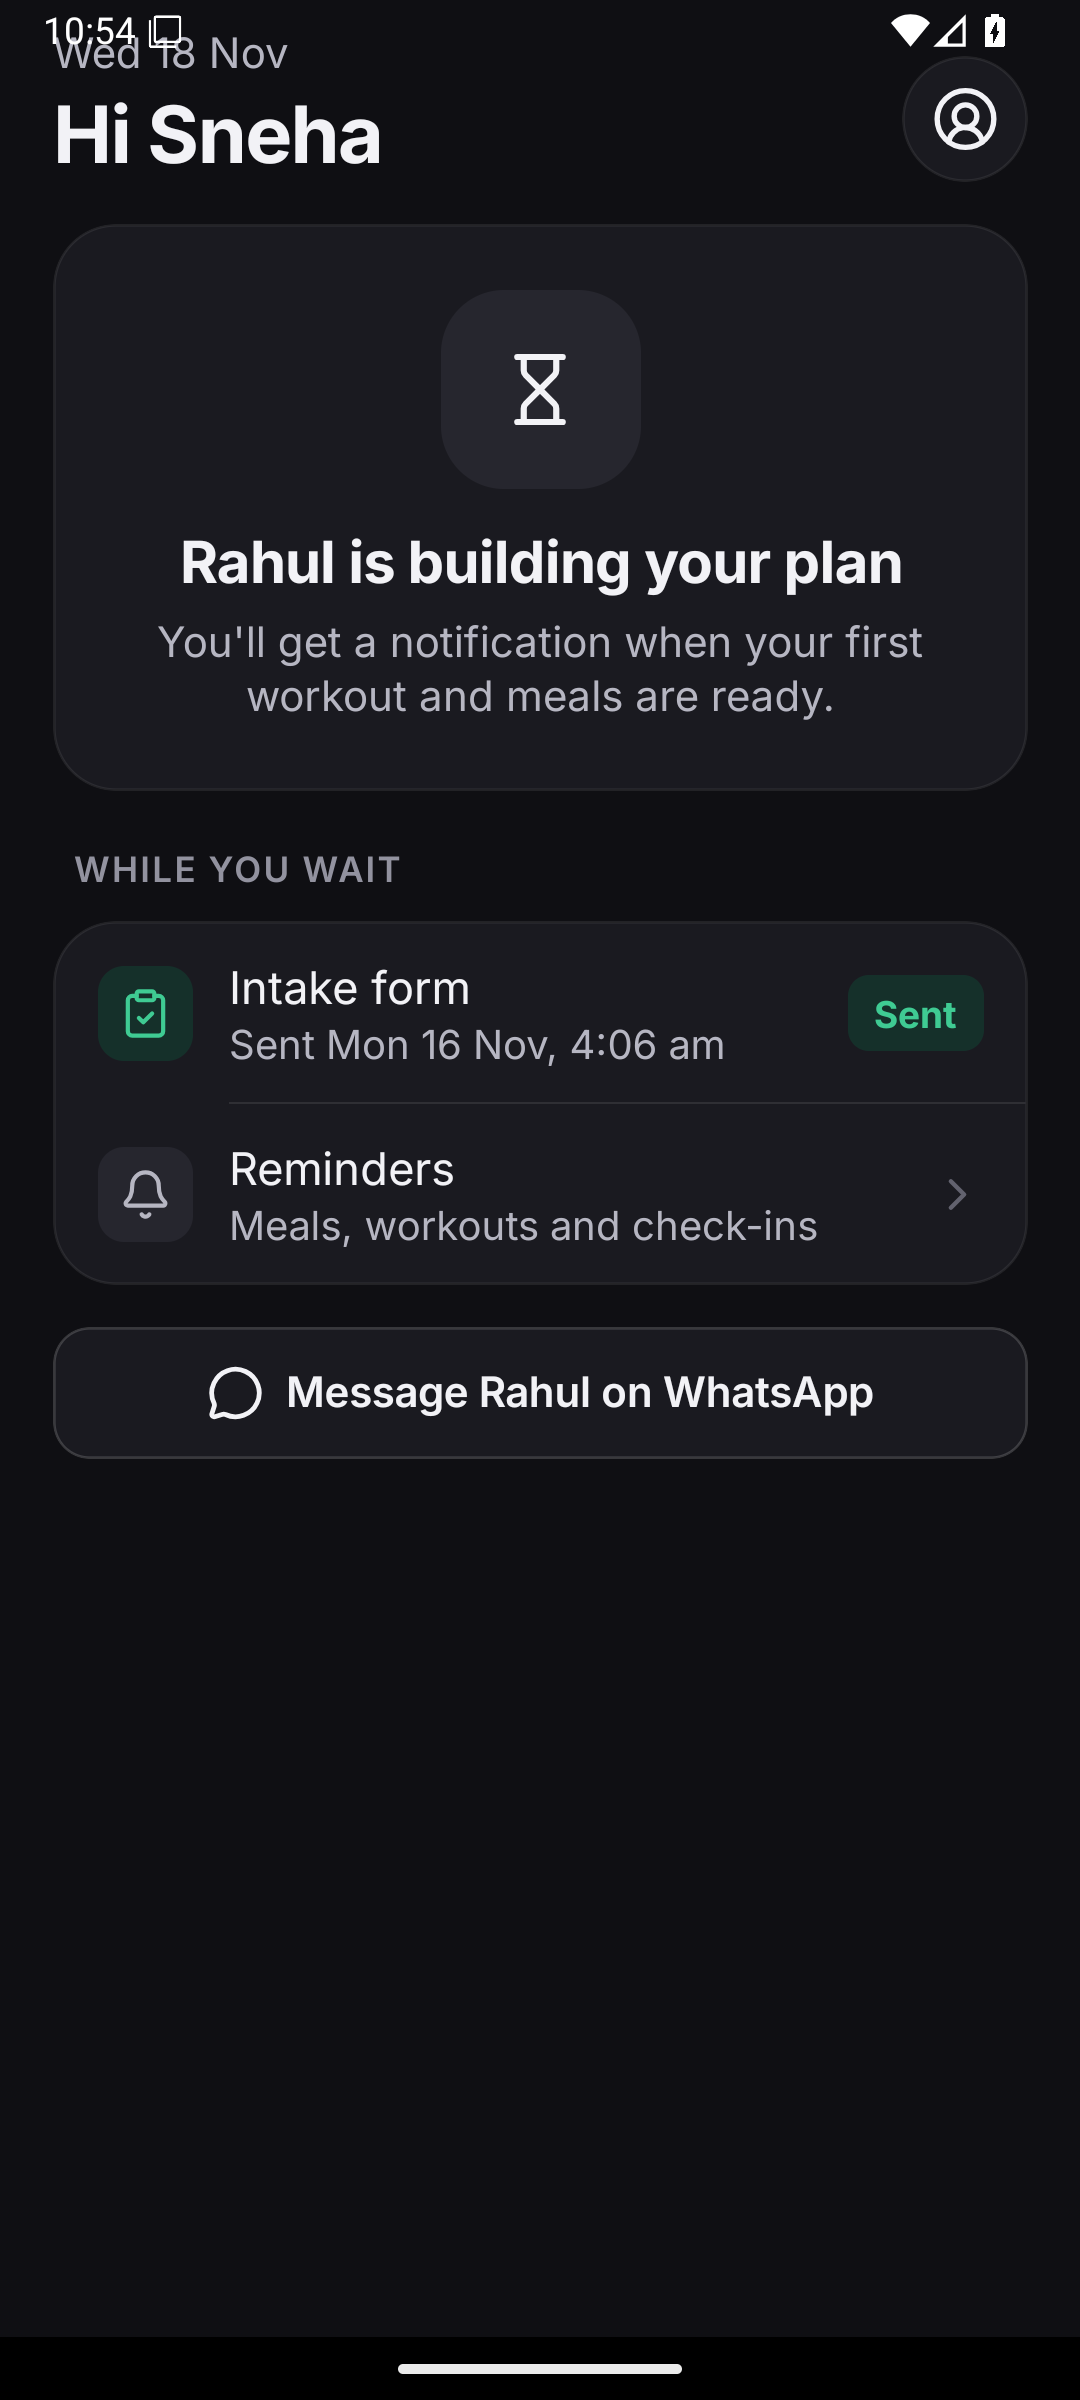 10:54
Wed 18 Nov
Hi Sneha
Rahul is building your plan
You'll get a notification when your first
workout and meals are ready.
WHILE YOU WAIT
Intake form
Sent Mon 16 Nov, 4:06 am
Sent
Reminders
Meals, workouts and check-ins
Message Rahul on WhatsApp